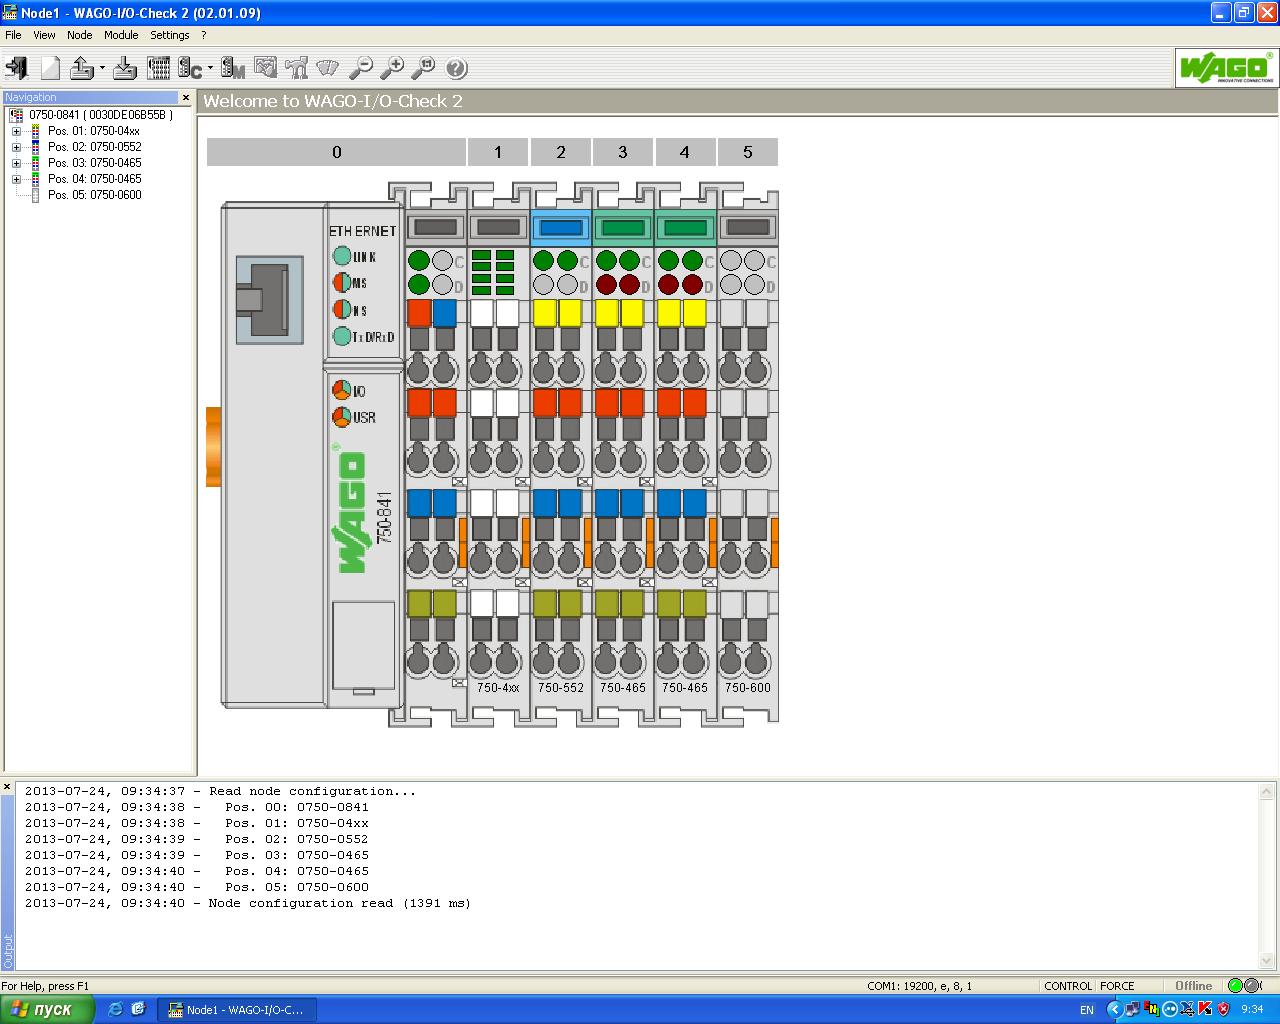 Node1 - WAGO-I/O-Check 2 (02.01.09)
File View Node Module Settings ?
C M
WAGO
INNOVATIVE CONNECTIONS
Navigation
Welcome to WAGO-I/O-Check 2
0750-0841 ( 0030DE06B55B )
Pos. 01: 0750-04xx
Pos. 02: 0750-0552
Pos. 03: 0750-0465
Pos. 04: 0750-0465
Pos. 05: 0750-0600
0 1 2 3 4 5
ETHERNET
LINK
MS
NS
TxD/RxD
I/O
USR
C C C C C
D D D D D
WAGO
750-841
750-4xx 750-552 750-465 750-465 750-600
2013-07-24, 09:34:37 - Read node configuration...
2013-07-24, 09:34:38 - Pos. 00: 0750-0841
2013-07-24, 09:34:38 - Pos. 01: 0750-04xx
2013-07-24, 09:34:39 - Pos. 02: 0750-0552
2013-07-24, 09:34:39 - Pos. 03: 0750-0465
2013-07-24, 09:34:40 - Pos. 04: 0750-0465
2013-07-24, 09:34:40 - Pos. 05: 0750-0600
2013-07-24, 09:34:40 - Node configuration read (1391 ms)
Output
For Help, press F1 COM1: 19200, e, 8, 1 CONTROL FORCE Offline
пуск Node1 - WAGO-I/O-C... EN 9:34